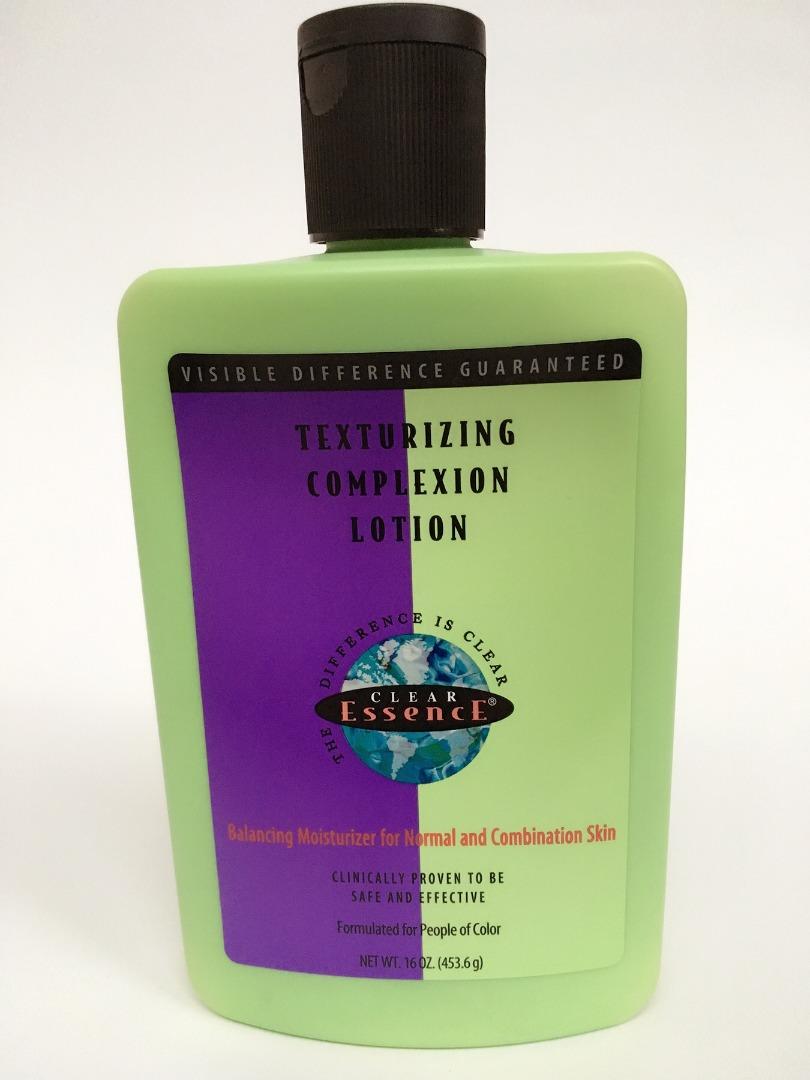 VISIBLE DIFFERENCE GUARANTEED
TEXTURIZING
COMPLEXION
LOTION
THE DIFFERENCE IS CLEAR
CLEAR
EssencE®
Balancing Moisturizer for Normal and Combination Skin
CLINICALLY PROVEN TO BE
SAFE AND EFFECTIVE
Formulated for People of Color
NET WT. 16 OZ. (453.6 g)